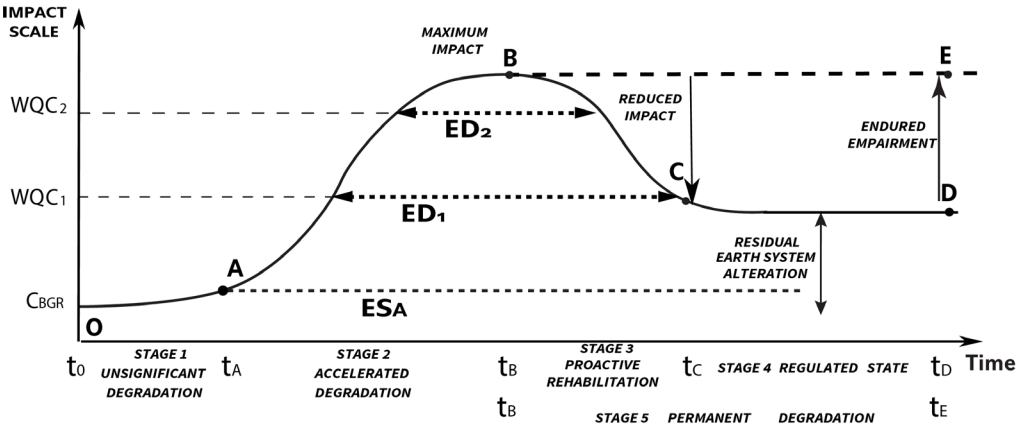 IMPACT
SCALE
MAXIMUM
IMPACT
B
E
WQC2
REDUCED
IMPACT
ED2
ENDURED
EMPAIRMENT
C
WQC1
ED1
D
RESIDUAL
EARTH SYSTEM
ALTERATION
A
CBGR
ESA
O
t0
STAGE 1
UNSIGNIFICANT
DEGRADATION
tA
STAGE 2
ACCELERATED
DEGRADATION
tB
STAGE 3
PROACTIVE
REHABILITATION
tC
STAGE 4 REGULATED STATE
tD
Time
tB
STAGE 5 PERMANENT DEGRADATION
tE